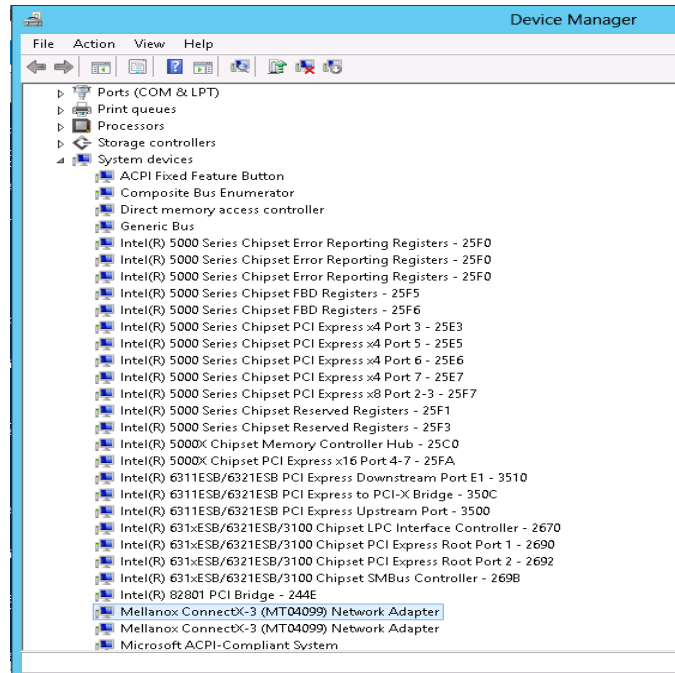 Device Manager
File Action View Help
Ports (COM & LPT)
Print queues
Processors
Storage controllers
System devices
ACPI Fixed Feature Button
Composite Bus Enumerator
Direct memory access controller
Generic Bus
Intel(R) 5000 Series Chipset Error Reporting Registers - 25F0
Intel(R) 5000 Series Chipset Error Reporting Registers - 25F0
Intel(R) 5000 Series Chipset Error Reporting Registers - 25F0
Intel(R) 5000 Series Chipset FBD Registers - 25F5
Intel(R) 5000 Series Chipset FBD Registers - 25F6
Intel(R) 5000 Series Chipset PCI Express x4 Port 3 - 25E3
Intel(R) 5000 Series Chipset PCI Express x4 Port 5 - 25E5
Intel(R) 5000 Series Chipset PCI Express x4 Port 6 - 25E6
Intel(R) 5000 Series Chipset PCI Express x4 Port 7 - 25E7
Intel(R) 5000 Series Chipset PCI Express x8 Port 2-3 - 25F7
Intel(R) 5000 Series Chipset Reserved Registers - 25F1
Intel(R) 5000 Series Chipset Reserved Registers - 25F3
Intel(R) 5000X Chipset Memory Controller Hub - 25C0
Intel(R) 5000X Chipset PCI Express x16 Port 4-7 - 25FA
Intel(R) 6311ESB/6321ESB PCI Express Downstream Port E1 - 3510
Intel(R) 6311ESB/6321ESB PCI Express to PCI-X Bridge - 350C
Intel(R) 6311ESB/6321ESB PCI Express Upstream Port - 3500
Intel(R) 631xESB/6321ESB/3100 Chipset LPC Interface Controller - 2670
Intel(R) 631xESB/6321ESB/3100 Chipset PCI Express Root Port 1 - 2690
Intel(R) 631xESB/6321ESB/3100 Chipset PCI Express Root Port 2 - 2692
Intel(R) 631xESB/6321ESB/3100 Chipset SMBus Controller - 269B
Intel(R) 82801 PCI Bridge - 244E
Mellanox ConnectX-3 (MT04099) Network Adapter
Mellanox ConnectX-3 (MT04099) Network Adapter
Microsoft ACPI-Compliant System